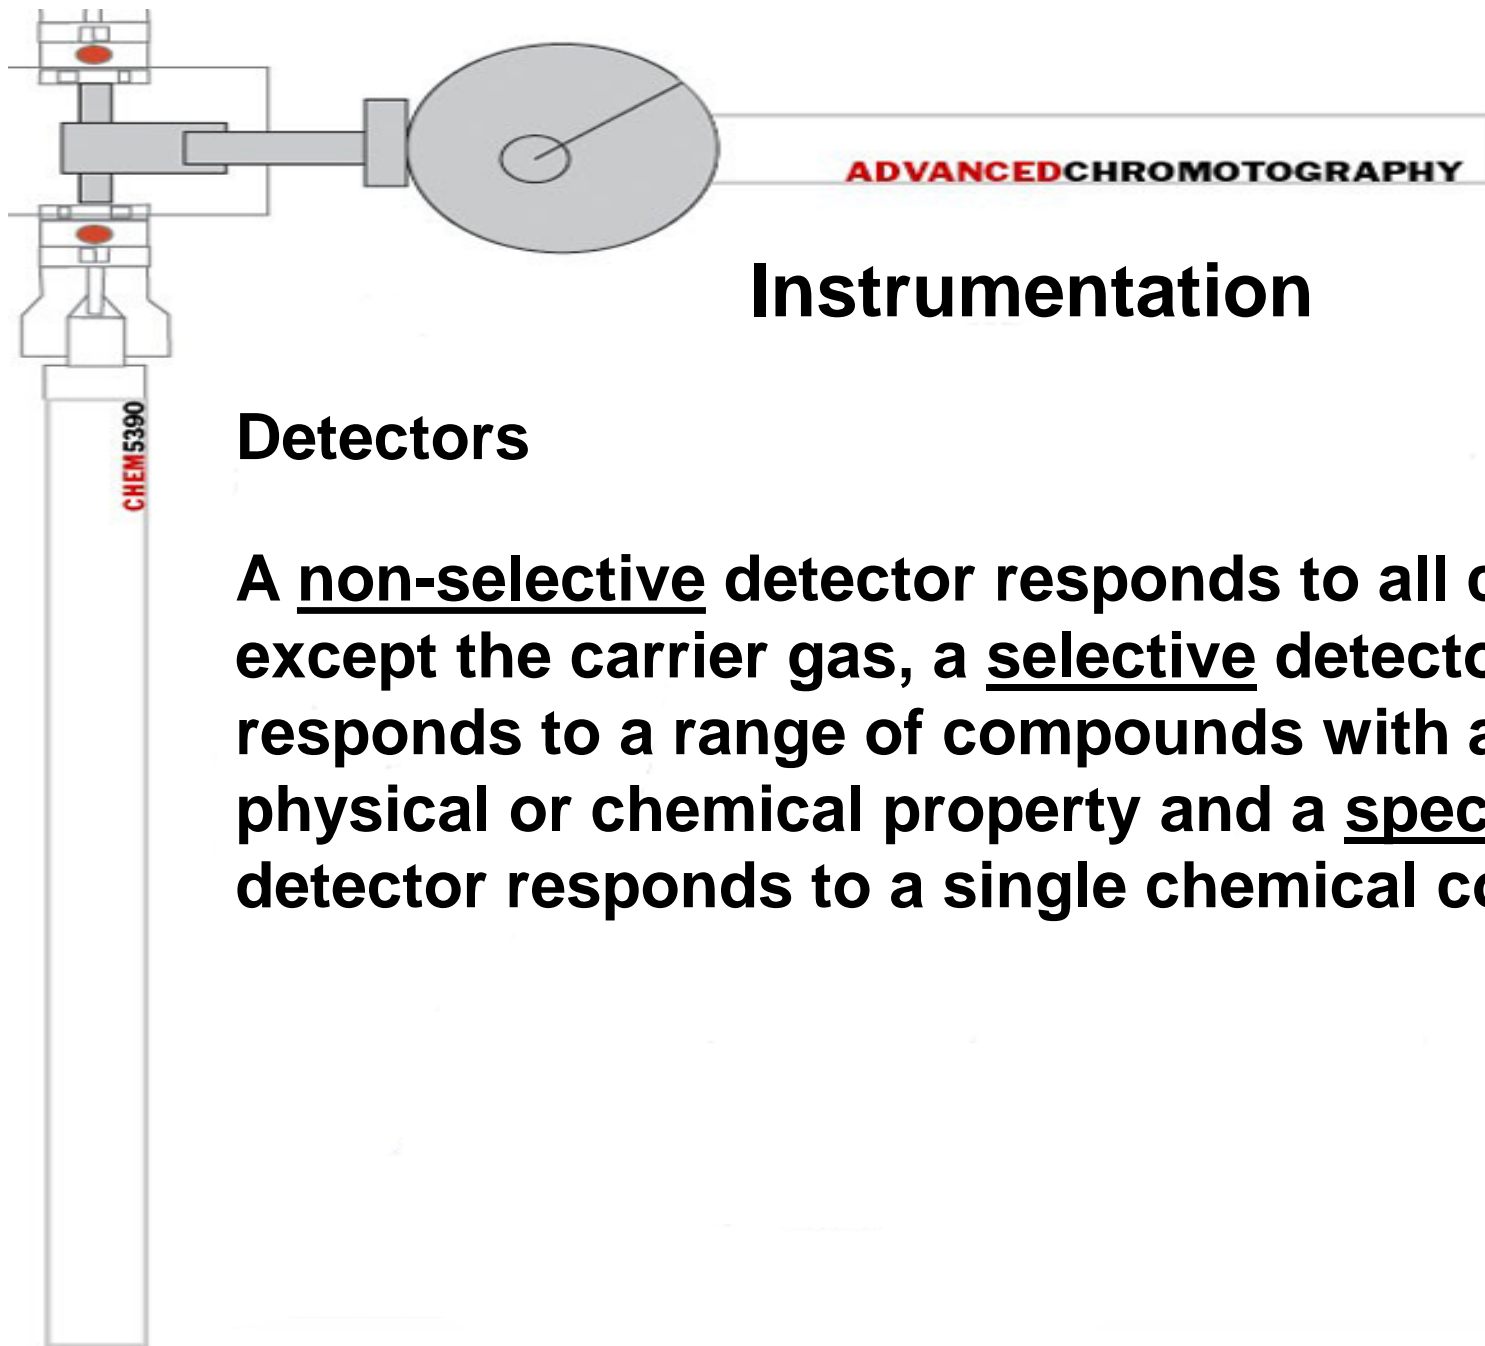 ADVANCEDCHROMOTOGRAPHY
Instrumentation
CHEM5390
Detectors
A non-selective detector responds to all
except the carrier gas, a selective
responds to a range of compounds with a
physical or chemical property and a
detector responds to a single chemical